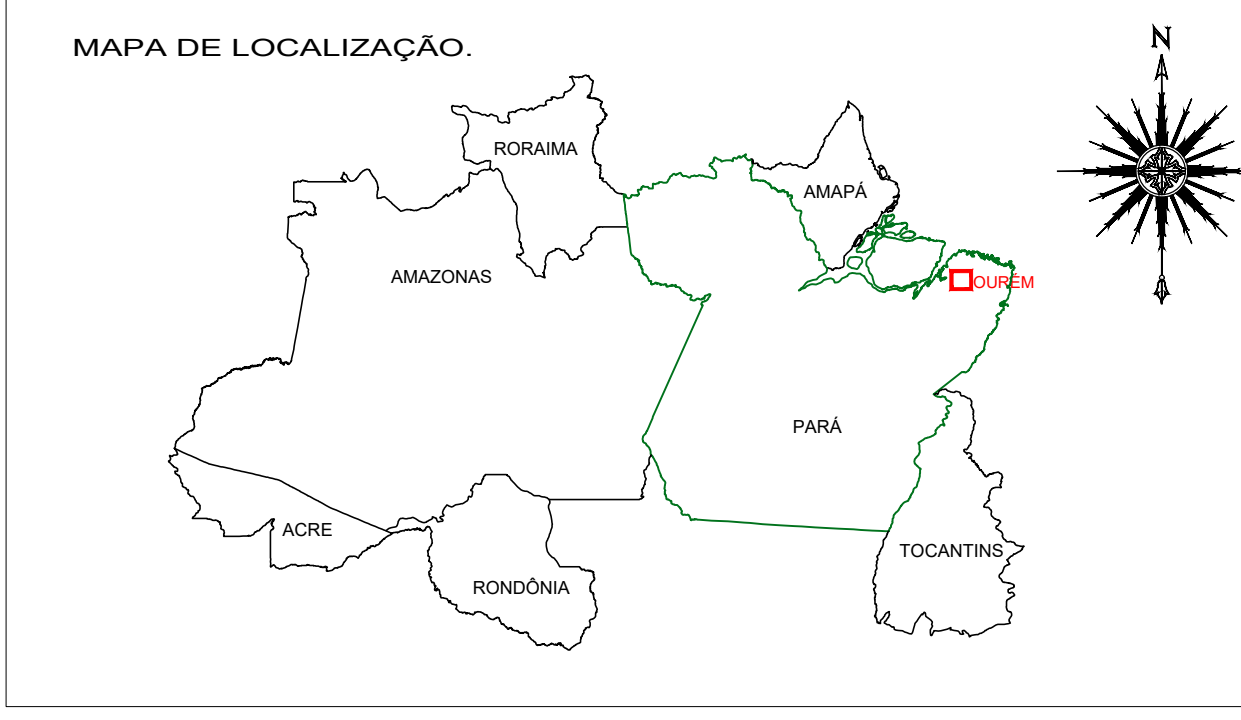 MAPA DE LOCALIZAÇÃO.
N
RORAIMA
AMAPÁ
AMAZONAS
OURÉM
PARÁ
ACRE
TOCANTINS
RONDÔNIA